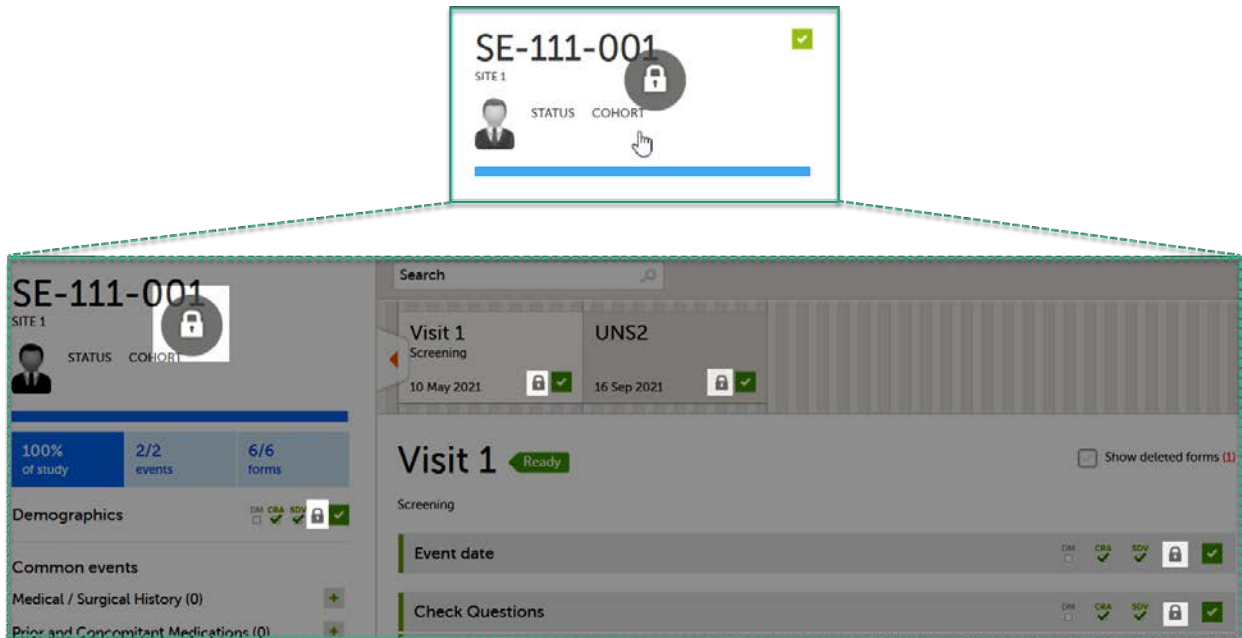 SE-111-001
SITE 1
STATUS COHORT
SE-111-001
SITE 1
STATUS COHORT
100%
of study
2/2
events
6/6
forms
Demographics
DM CRA SDV
Common events
Medical / Surgical History (0)
Prior and Concomitant Medications (0)
Search
Visit 1
Screening
10 May 2021
UNS2
16 Sep 2021
Visit 1 Ready
Show deleted forms (1)
Screening
Event date
DM CRA SDV
Check Questions
DM CRA SDV